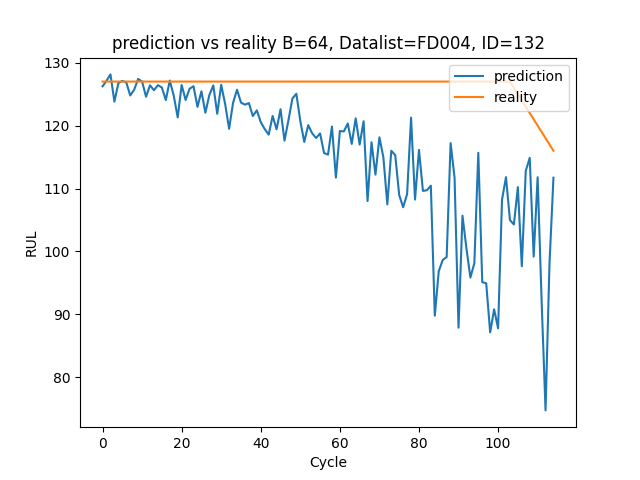 prediction vs reality B=64, Datalist=FD004, ID=132
prediction
reality
RUL
130
120
110
100
90
80
0 20 40 60 80 100
Cycle